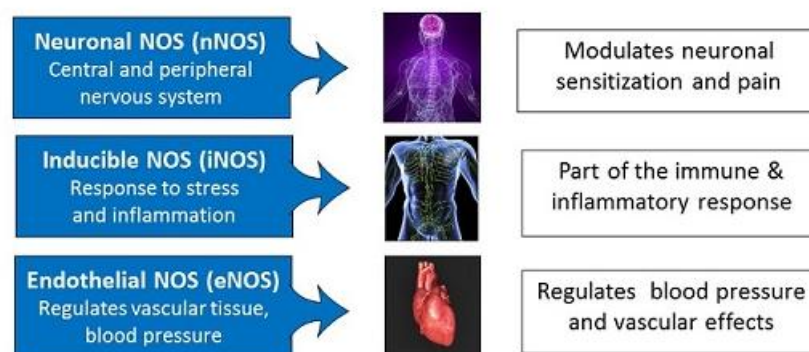 Neuronal NOS (nNOS)
Central and peripheral
nervous system
Modulates neuronal
sensitization and pain
Inducible NOS (iNOS)
Response to stress
and inflammation
Part of the immune &
inflammatory response
Endothelial NOS (eNOS)
Regulates vascular tissue,
blood pressure
Regulates blood pressure
and vascular effects